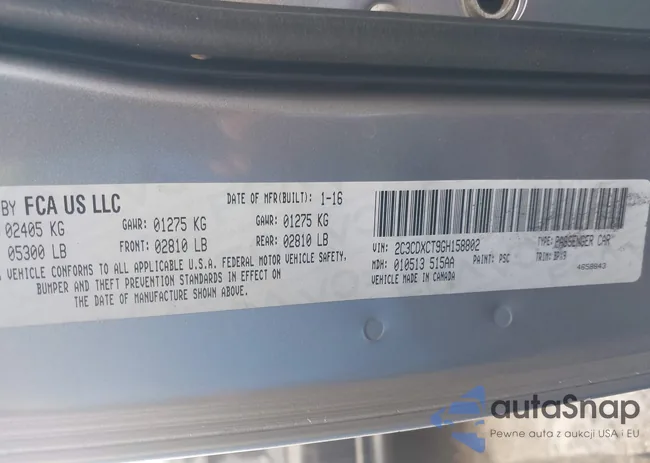 BY FCA US LLC
DATE OF MFR(BUILT): 1-16
02405 KG GAWR: 01275 KG GAWR: 01275 KG
05300 LB FRONT: 02810 LB REAR: 02810 LB
VEHICLE CONFORMS TO ALL APPLICABLE U.S.A. FEDERAL MOTOR VEHICLE SAFETY,
BUMPER AND THEFT PREVENTION STANDARDS IN EFFECT ON
THE DATE OF MANUFACTURE SHOWN ABOVE.
VIN: 2C3CDXCT9GH158802 TYPE: PASSENGER CAR
MDH: 010513 515AA PAINT: PSC TRIM:
VEHICLE MADE IN CANADA
autaSnap
Pewne auta z aukcji USA i EU